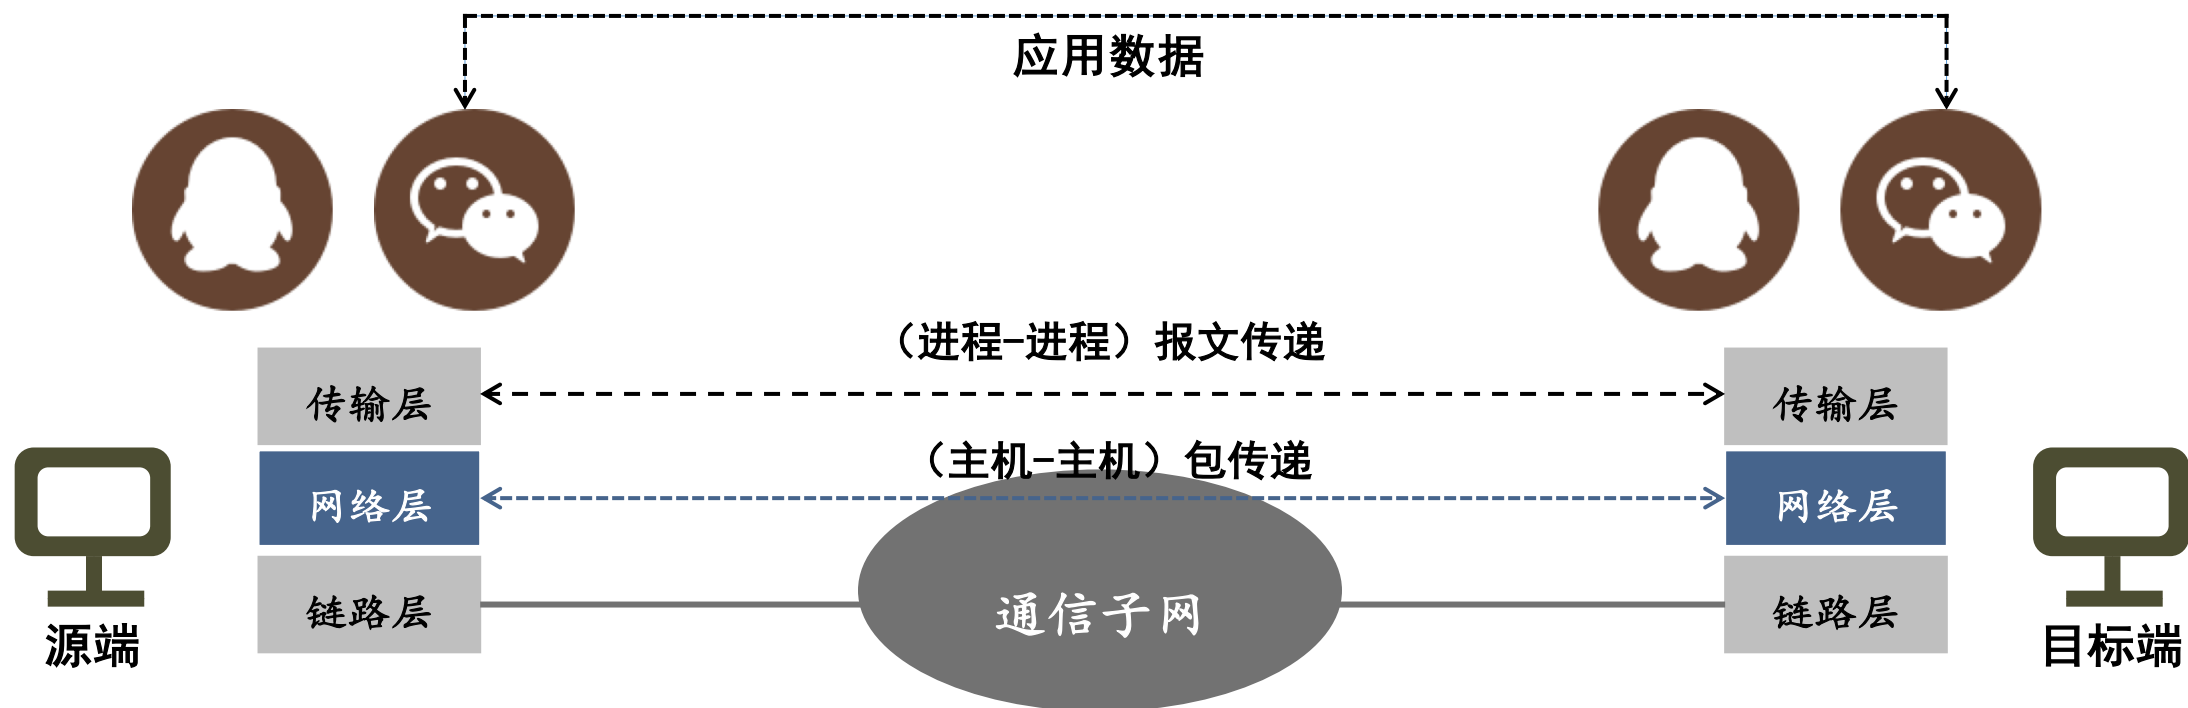 应用数据
（进程-进程）报文传递
传输层
传输层
（主机-主机）包传递
网络层
网络层
链路层
通信子网
链路层
源端
目标端